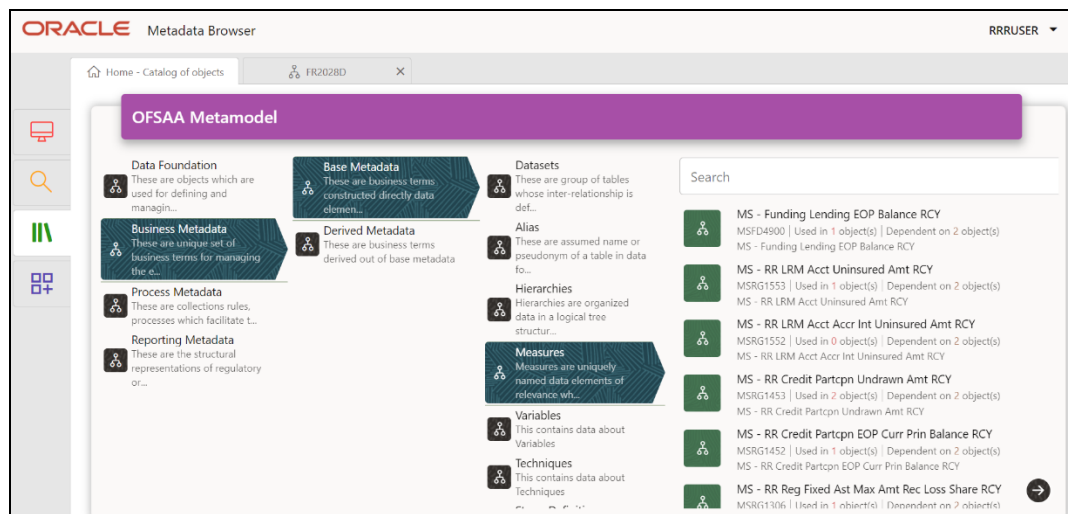 ORACLE Metadata Browser
RRRUSER
Home - Catalog of objects
FR2028D
OFSAA Metamodel
Data Foundation
These are objects which are
used for defining and
managin...
Business Metadata
These are unique set of
business terms for managing
the e...
Process Metadata
These are collections rules,
processes which facilitate t...
Reporting Metadata
These are the structural
representations of regulatory
or...
Base Metadata
These are business terms
constructed directly data
elemen...
Derived Metadata
These are business terms
derived out of base metadata
Datasets
These are group of tables
whose inter-relationship is
def...
Alias
These are assumed name or
pseudonym of a table in data
fo...
Hierarchies
Hierarchies are organized
data in a logical tree
structur...
Measures
Measures are uniquely
named data elements of
relevance wh...
Variables
This contains data about
Variables
Techniques
This contains data about
Techniques
Search
MS - Funding Lending EOP Balance RCY
MSFD4900 | Used in 1 object(s) | Dependent on 2 object(s)
MS - Funding Lending EOP Balance RCY
MS - RR LRM Acct Uninsured Amt RCY
MSRG1553 | Used in 1 object(s) | Dependent on 2 object(s)
MS - RR LRM Acct Uninsured Amt RCY
MS - RR LRM Acct Accr Int Uninsured Amt RCY
MSRG1552 | Used in 0 object(s) | Dependent on 2 object(s)
MS - RR LRM Acct Accr Int Uninsured Amt RCY
MS - RR Credit Partcpn Undrawn Amt RCY
MSRG1453 | Used in 2 object(s) | Dependent on 2 object(s)
MS - RR Credit Partcpn Undrawn Amt RCY
MS - RR Credit Partcpn EOP Curr Prin Balance RCY
MSRG1452 | Used in 1 object(s) | Dependent on 2 object(s)
MS - RR Credit Partcpn EOP Curr Prin Balance RCY
MS - RR Reg Fixed Ast Max Amt Rec Loss Share RCY
MSRG1306 | Used in 1 object(s) | Dependent on 2 object(s)